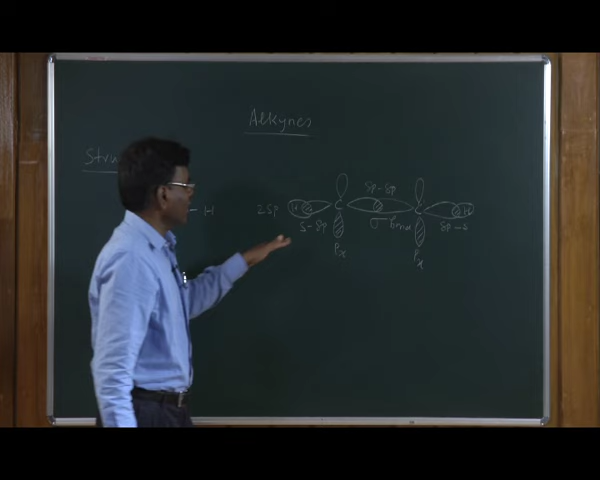 Alkynes
Stru
– H
sp-sp
2sp
H
C
C
H
s-sp
σ bond
sp-s
Px
Px